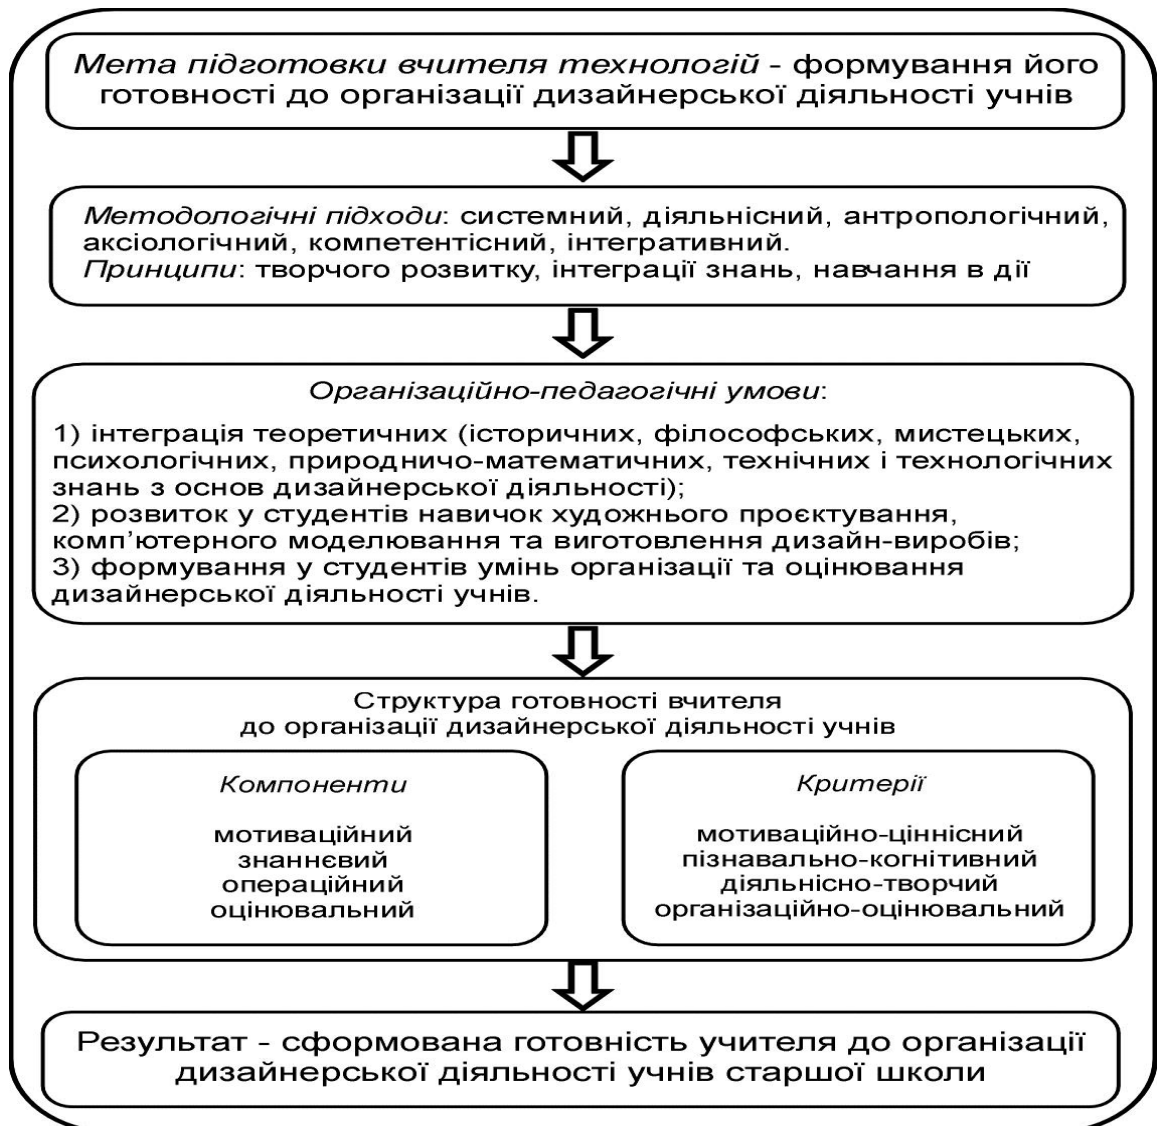 Мета підготовки вчителя технологій - формування його
готовності до організації дизайнерської діяльності учнів
Методологічні підходи: системний, діяльнісний, антропологічний,
аксіологічний, компетентісний, інтегративний.
Принципи: творчого розвитку, інтеграції знань, навчання в дії
Організаційно-педагогічні умови:
1) інтеграція теоретичних (історичних, філософських, мистецьких,
психологічних, природничо-математичних, технічних і технологічних
знань з основ дизайнерської діяльності);
2) розвиток у студентів навичок художнього проєктування,
комп’ютерного моделювання та виготовлення дизайн-виробів;
3) формування у студентів умінь організації та оцінювання
дизайнерської діяльності учнів.
Структура готовності вчителя
до організації дизайнерської діяльності учнів
Компоненти
мотиваційний
знаннєвий
операційний
оцінювальний
Критерії
мотиваційно-ціннісний
пізнавально-когнітивний
діяльнісно-творчий
організаційно-оцінювальний
Результат - сформована готовність учителя до організації
дизайнерської діяльності учнів старшої школи